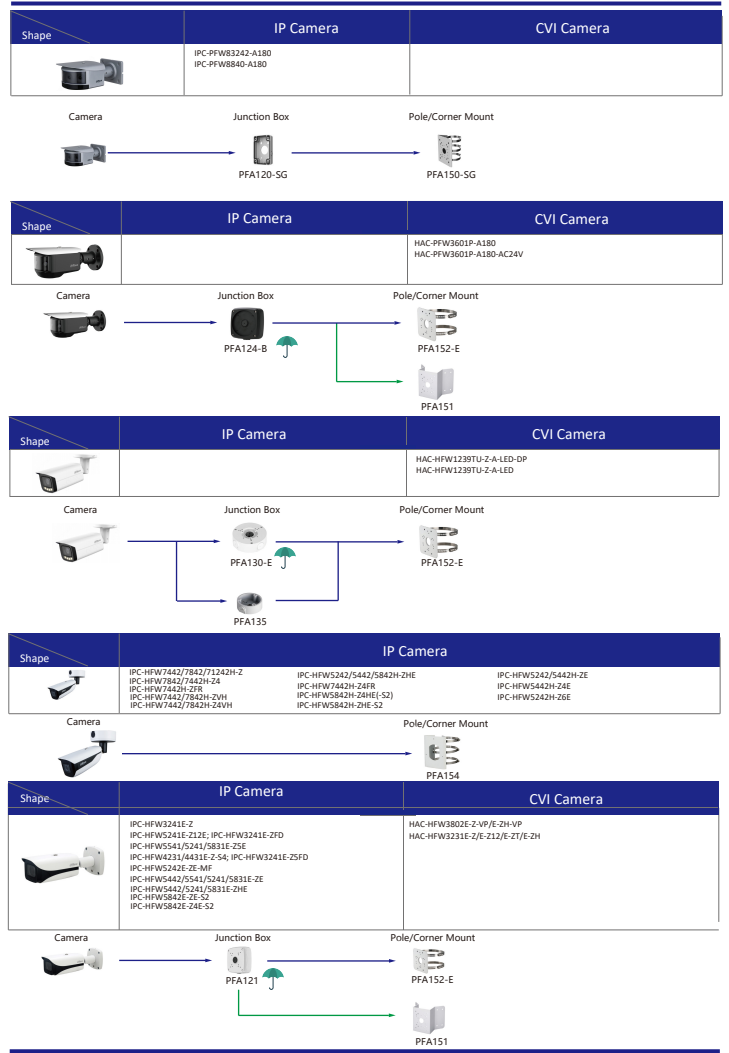 Shape
IP Camera
CVI Camera
IPC-PFW83242-A180
IPC-PFW8840-A180
Camera
Junction Box
Pole/Corner Mount
PFA120-SG
PFA150-SG
Shape
IP Camera
CVI Camera
HAC-PFW3601P-A180
HAC-PFW3601P-A180-AC24V
Camera
Junction Box
Pole/Corner Mount
PFA124-B
PFA152-E
PFA151
Shape
IP Camera
CVI Camera
HAC-HFW1239TU-Z-A-LED-DP
HAC-HFW1239TU-Z-A-LED
Camera
Junction Box
Pole/Corner Mount
PFA130-E
PFA152-E
PFA135
Shape
IP Camera
IPC-HFW7442/7842/71242H-Z
IPC-HFW7842/7442H-Z4
IPC-HFW7442H-ZFR
IPC-HFW7442/7842H-ZVH
IPC-HFW7442/7842H-Z4VH
IPC-HFW5242/5442/5842H-ZHE
IPC-HFW7442H-Z4FR
IPC-HFW5842H-Z4HE(-S2)
IPC-HFW5842H-ZHE-S2
IPC-HFW5242/5442H-ZE
IPC-HFW5442H-Z4E
IPC-HFW5242H-Z6E
Camera
Pole/Corner Mount
PFA154
Shape
IP Camera
CVI Camera
IPC-HFW3241E-Z
IPC-HFW5241E-Z12E; IPC-HFW3241E-ZFD
IPC-HFW5541/5241/5831E-Z5E
IPC-HFW4231/4431E-Z-S4; IPC-HFW3241E-Z5FD
IPC-HFW5242E-ZE-MF
IPC-HFW5442/5541/5241/5831E-ZE
IPC-HFW5442/5241/5831E-ZHE
IPC-HFW5842E-ZE-S2
IPC-HFW5842E-Z4E-S2
HAC-HFW3802E-Z-VP/E-ZH-VP
HAC-HFW3231E-Z/E-Z12/E-ZT/E-ZH
Camera
Junction Box
Pole/Corner Mount
PFA121
PFA152-E
PFA151